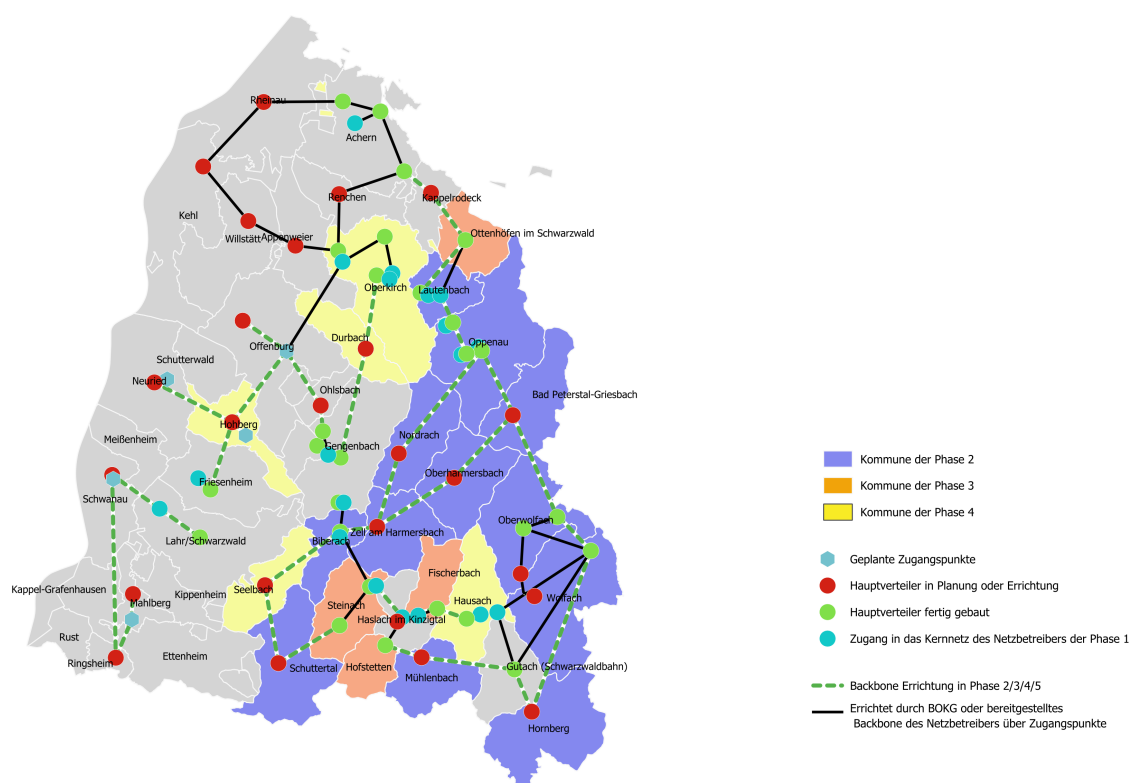 Rheinau
Achern
Kappelrodeck
Renchen
Kehl
Ottenhöfen im Schwarzwald
Willstätt
Appenweier
Oberkirch
Lautenbach
Durbach
Oppenau
Offenburg
Schutterwald
Neuried
Ohlsbach
Bad Peterstal-Griesbach
Hohberg
Nordrach
Meißenheim
Gengenbach
Oberharmersbach
Friesenheim
Schwanau
Oberwolfach
Zell am Harmersbach
Lahr/Schwarzwald
Biberach
Fischerbach
Kappel-Grafenhausen
Kippenheim
Seelbach
Mahlberg
Steinach
Hausach
Wolfach
Haslach im Kinzigtal
Rust
Ringsheim
Ettenheim
Schuttertal
Hofstetten
Gutach (Schwarzwaldbahn)
Mühlenbach
Hornberg
Kommune der Phase 2
Kommune der Phase 3
Kommune der Phase 4
Geplante Zugangspunkte
Hauptverteiler in Planung oder Errichtung
Hauptverteiler fertig gebaut
Zugang in das Kernnetz des Netzbetreibers der Phase 1
Backbone Errichtung in Phase 2/3/4/5
Errichtet durch BOKG oder bereitgestelltes
Backbone des Netzbetreibers über Zugangspunkte